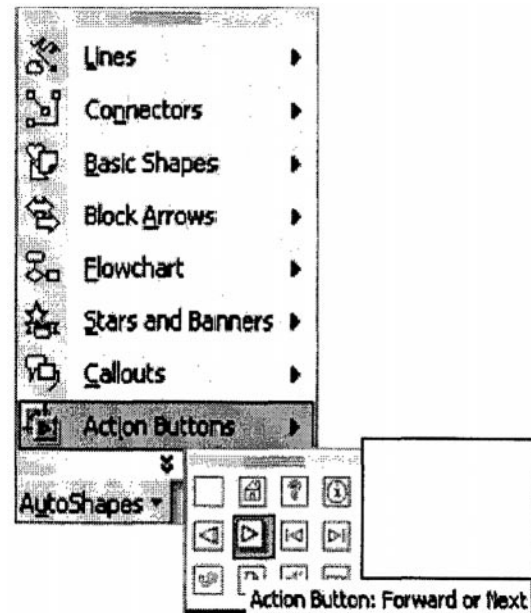 Lines
Connectors
Basic Shapes
Block Arrows
Flowchart
Stars and Banners
Callouts
Action Buttons
AutoShapes
Action Button: Forward or Next